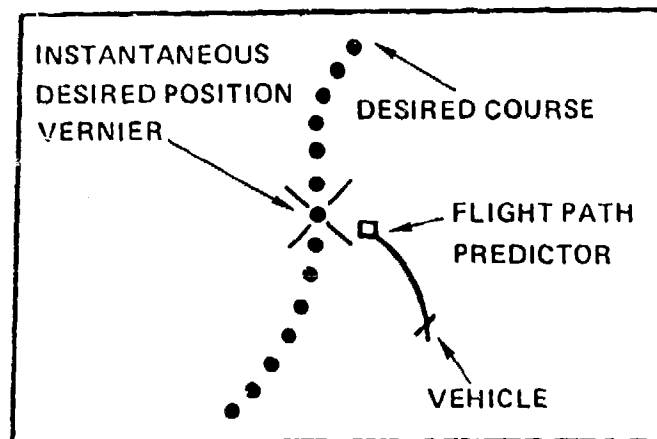 INSTANTANEOUS
DESIRED POSITION
VERNIER
DESIRED COURSE
FLIGHT PATH
PREDICTOR
VEHICLE